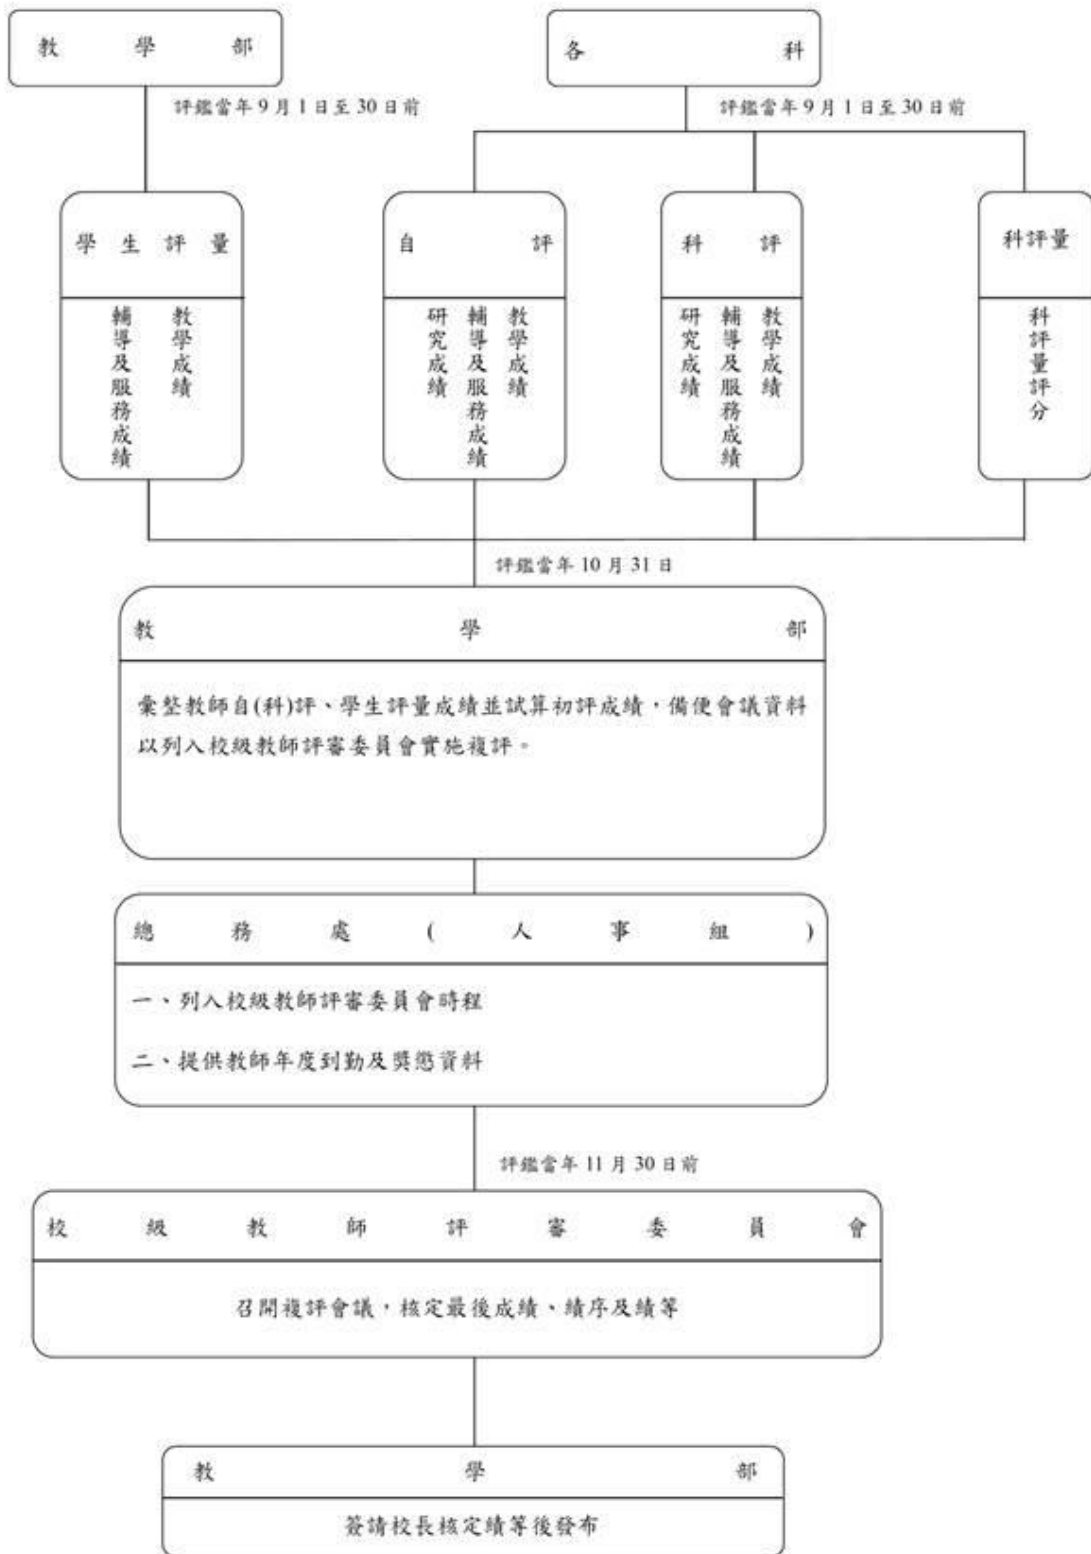 教學部
各科
評鑑當年9月1日至30日前
評鑑當年9月1日至30日前
學生評量
教學成績
輔導及服務成績
自評
教學成績
輔導及服務成績
研究成績
科評
教學成績
輔導及服務成績
研究成績
科評量
科評量評分
評鑑當年10月31日
教學部
彙整教師自(科)評、學生評量成績並試算初評成績，備便會議資料
以列入校級教師評審委員會實施複評。
總務處(人事組)
一、列入校級教師評審委員會時程
二、提供教師年度到勤及獎懲資料
評鑑當年11月30日前
校級教師評審委員會
召開複評會議，核定最後成績、績序及績等
教學部
簽請校長核定績等後發布